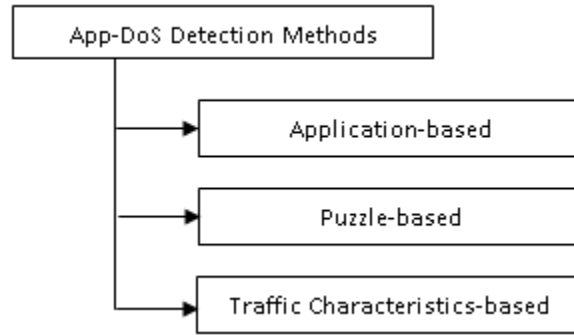 App-DoS Detection Methods
Application-based
Puzzle-based
Traffic Characteristics-based